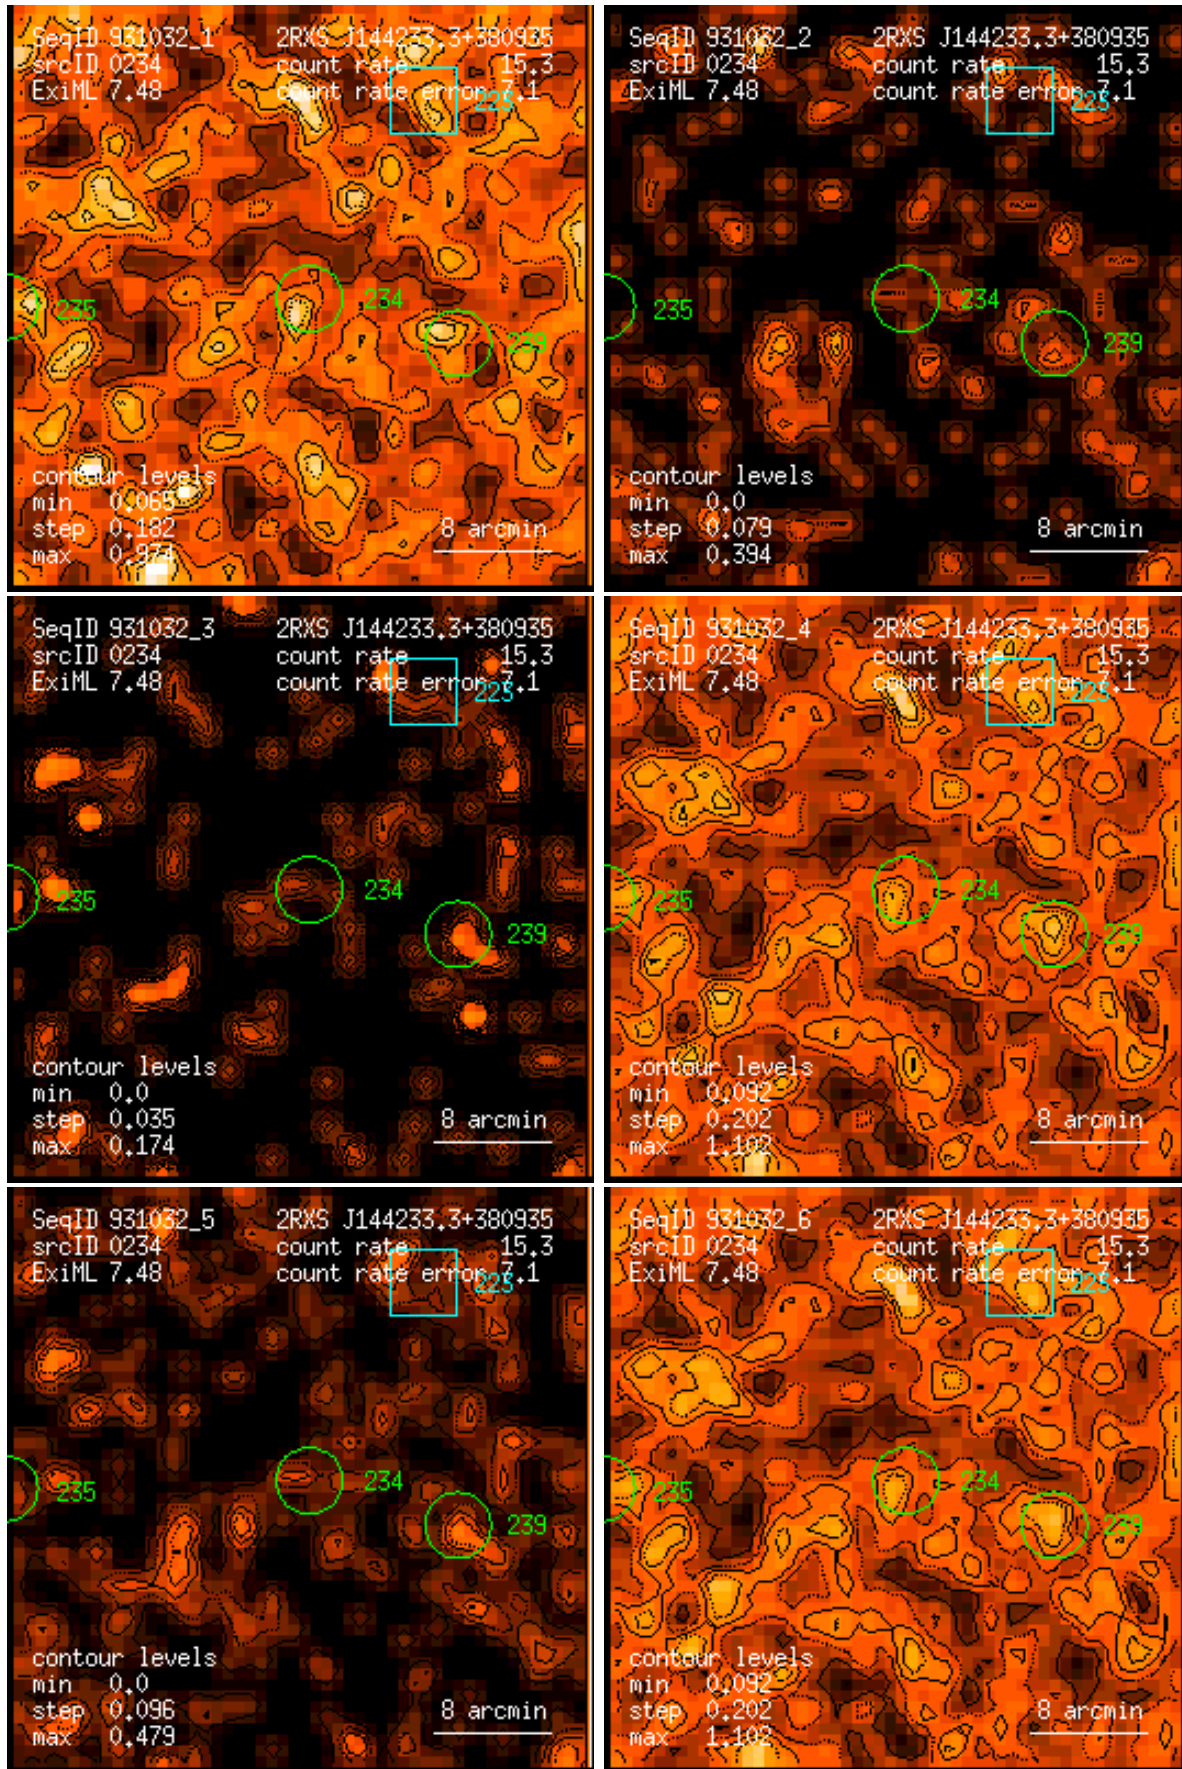 SeqID 931032_1 2RXS J144233.3+380935
srcID 0234 count rate 15.3
ExiML 7.48 count rate error 7.1
225
235
234
239
contour levels
min 0.065
step 0.182
max 0.974
8 arcmin
SeqID 931032_2 2RXS J144233.3+380935
srcID 0234 count rate 15.3
ExiML 7.48 count rate error 7.1
225
235
234
239
contour levels
min 0.0
step 0.079
max 0.394
8 arcmin
SeqID 931032_3 2RXS J144233.3+380935
srcID 0234 count rate 15.3
ExiML 7.48 count rate error 7.1
225
235
234
239
contour levels
min 0.0
step 0.035
max 0.174
8 arcmin
SeqID 931032_4 2RXS J144233.3+380935
srcID 0234 count rate 15.3
ExiML 7.48 count rate error 7.1
225
235
234
239
contour levels
min 0.092
step 0.202
max 1.102
8 arcmin
SeqID 931032_5 2RXS J144233.3+380935
srcID 0234 count rate 15.3
ExiML 7.48 count rate error 7.1
225
235
234
239
contour levels
min 0.0
step 0.096
max 0.479
8 arcmin
SeqID 931032_6 2RXS J144233.3+380935
srcID 0234 count rate 15.3
ExiML 7.48 count rate error 7.1
225
235
234
239
contour levels
min 0.092
step 0.202
max 1.102
8 arcmin